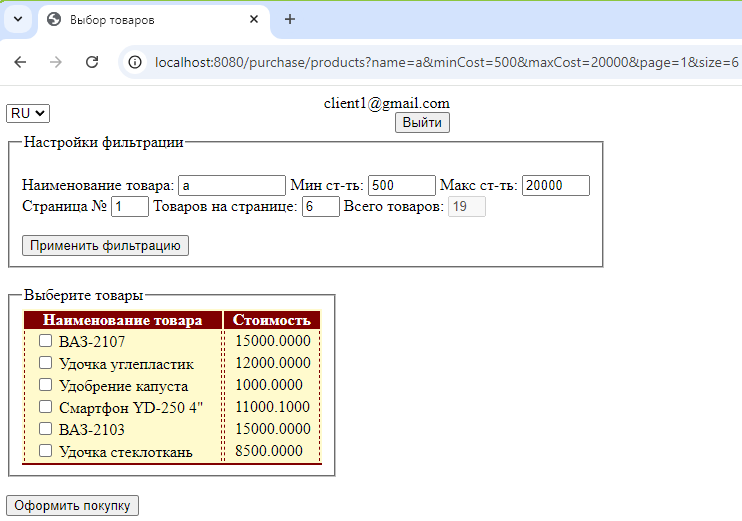 Выбор товаров
localhost:8080/purchase/products?name=a&minCost=500&maxCost=20000&page=1&size=6
client1@gmail.com
RU
Выйти
Настройки фильтрации
Наименование товара: а Мин ст-ть: 500 Макс ст-ть: 20000
Страница № 1 Товаров на странице: 6 Всего товаров: 19
Применить фильтрацию
Выберите товары
Наименование товара Стоимость
ВАЗ-2107 15000.0000
Удочка углепластик 12000.0000
Удобрение капуста 1000.0000
Смартфон YD-250 4" 11000.1000
ВАЗ-2103 15000.0000
Удочка стеклоткань 8500.0000
Оформить покупку